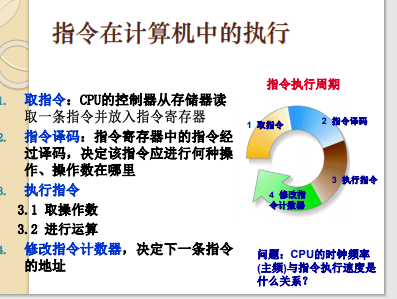 指令在计算机中的执行
1. 取指令：CPU的控制器从存储器读
取一条指令并放入指令寄存器
2. 指令译码：指令寄存器中的指令经
过译码，决定该指令应进行何种操
作、操作数在哪里
3. 执行指令
3.1 取操作数
3.2 进行运算
4. 修改指令计数器，决定下一条指令
的地址
指令执行周期
1 取指令
2 指令译码
3 执行指令
4 修改指
令计数器
问题：CPU的时钟频率
(主频)与指令执行速度是
什么关系？